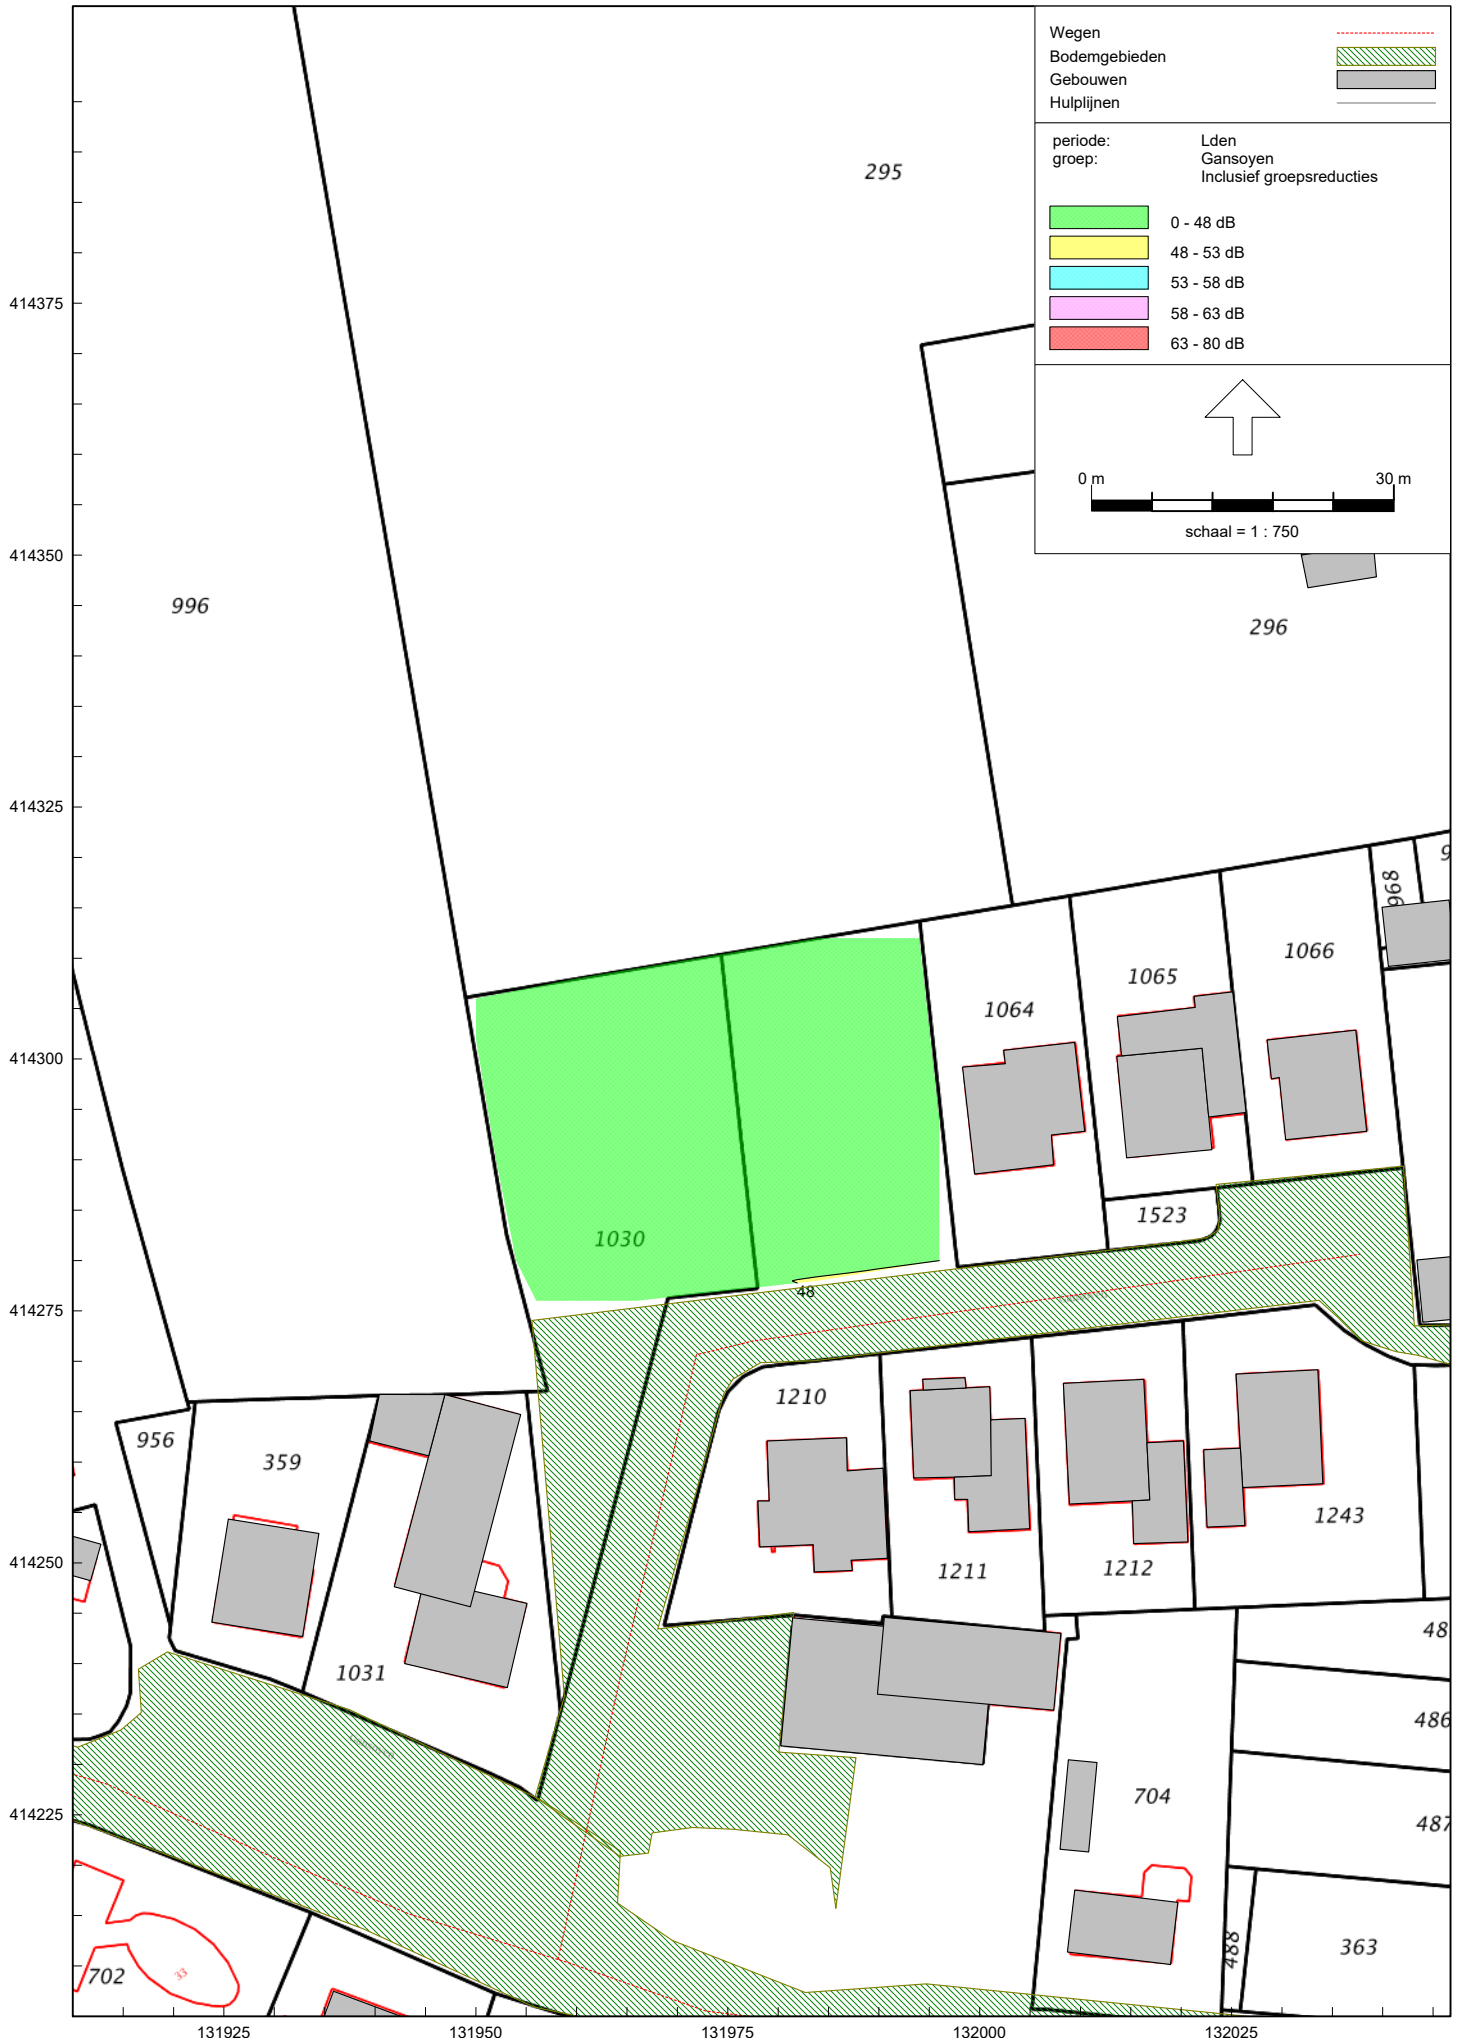 Wegen
Bodemgebieden
Gebouwen
Hulplijnen
periode: Lden
groep: Gansoyen
Inclusief groepsreducties
0 - 48 dB
48 - 53 dB
53 - 58 dB
58 - 63 dB
63 - 80 dB
0 m 30 m
schaal = 1 : 750
295
414375
414350
996
296
414325
968
9
1066
1065
1064
414300
1523
1030
48
414275
1210
956
359
1243
1211
1212
414250
48
1031
486
Gansoyen
704
487
414225
488
363
702
33
131925 131950 131975 132000 132025